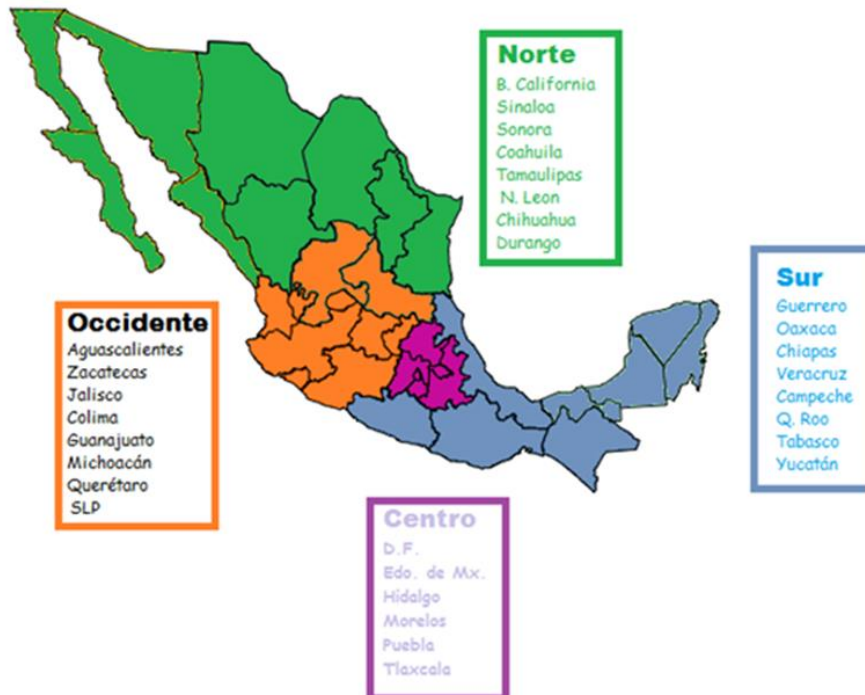 Norte
B. California
Sinaloa
Sonora
Coahuila
Tamaulipas
N. Leon
Chihuahua
Durango
Sur
Guerrero
Oaxaca
Chiapas
Veracruz
Campeche
Q. Roo
Tabasco
Yucatán
Occidente
Aguascalientes
Zacatecas
Jalisco
Colima
Guanajuato
Michoacán
Querétaro
SLP
Centro
D.F.
Edo. de Mx.
Hidalgo
Morelos
Puebla
Tlaxcala